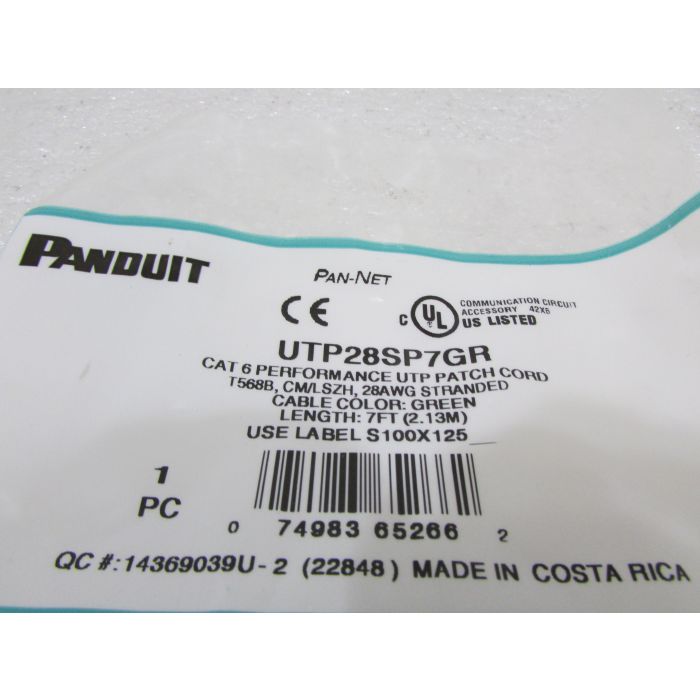 PANDUIT
PAN-NET
CE
C UL US LISTED
COMMUNICATION CIRCUIT
ACCESSORY 42X6
UTP28SP7GR
CAT 6 PERFORMANCE UTP PATCH CORD
T568B, CM/LSZH, 28AWG STRANDED
CABLE COLOR: GREEN
LENGTH: 7FT (2.13M)
USE LABEL S100X125__
1
PC
0 74983 65266 2
QC #:14369039U-2 (22848) MADE IN COSTA RICA